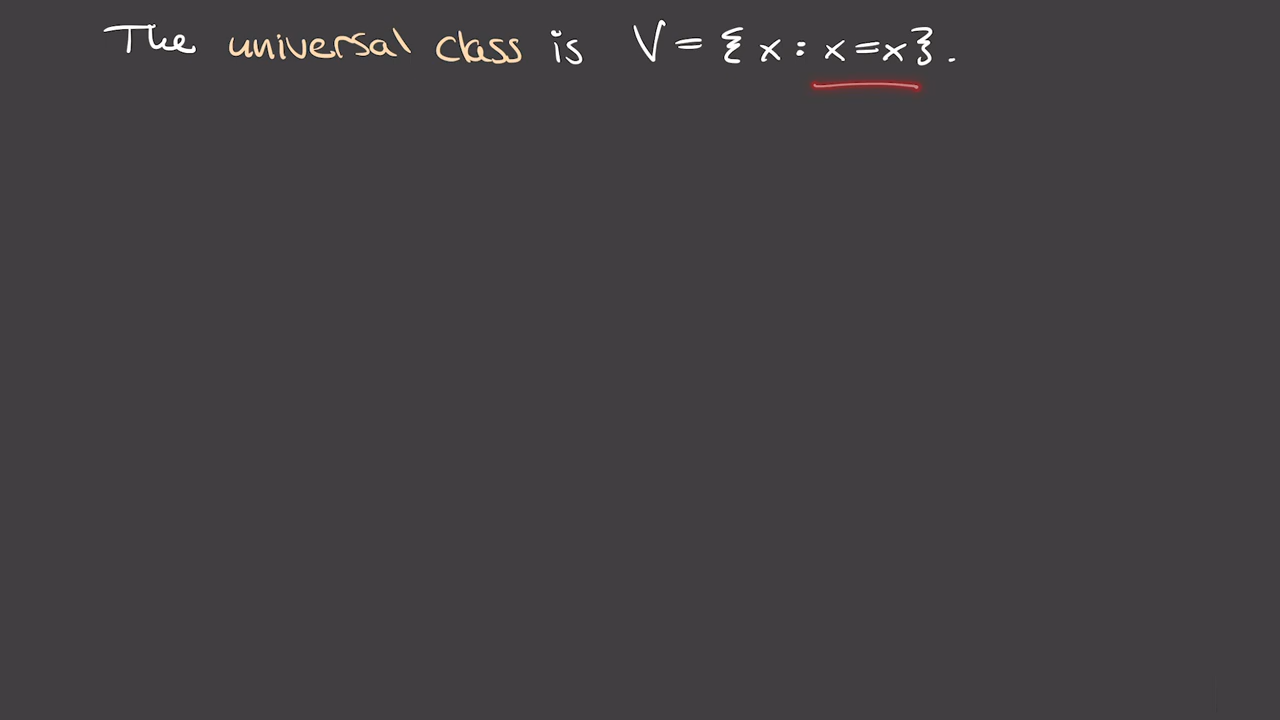 The universal class is V = { x : x = x } .